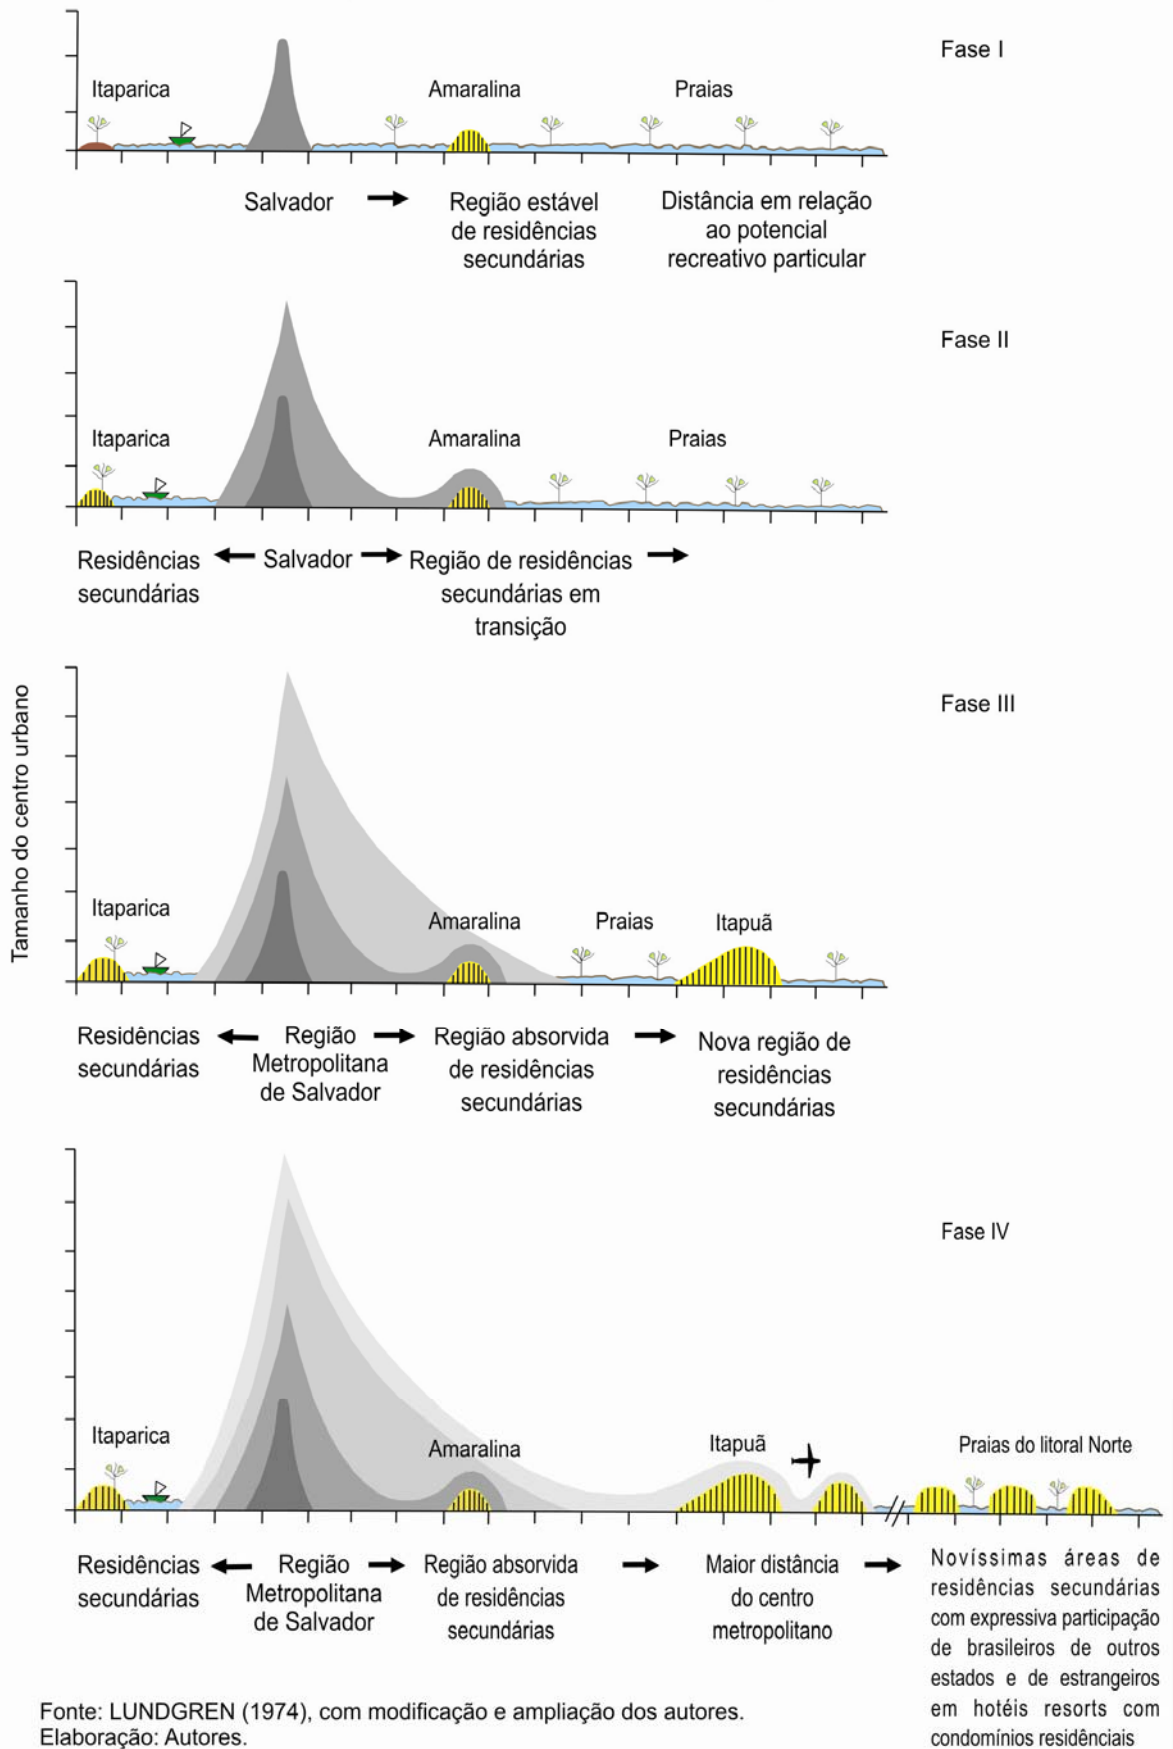 Fase I
Itaparica
Amaralina
Praias
Salvador
Região estável
de residências
secundárias
Distância em relação
ao potencial
recreativo particular
Fase II
Itaparica
Amaralina
Praias
Residências
secundárias
Salvador
Região de residências
secundárias em
transição
Tamanho do centro urbano
Fase III
Itaparica
Amaralina
Praias
Itapuã
Residências
secundárias
Região
Metropolitana
de Salvador
Região absorvida
de residências
secundárias
Nova região de
residências
secundárias
Fase IV
Itaparica
Amaralina
Itapuã
Praias do litoral Norte
Residências
secundárias
Região
Metropolitana
de Salvador
Região absorvida
de residências
secundárias
Maior distância
do centro
metropolitano
Novíssimas áreas de
residências secundárias
com expressiva participação
de brasileiros de outros
estados e de estrangeiros
em hotéis resorts com
condomínios residênciais
Fonte: LUNDGREN (1974), com modificação e ampliação dos autores.
Elaboração: Autores.